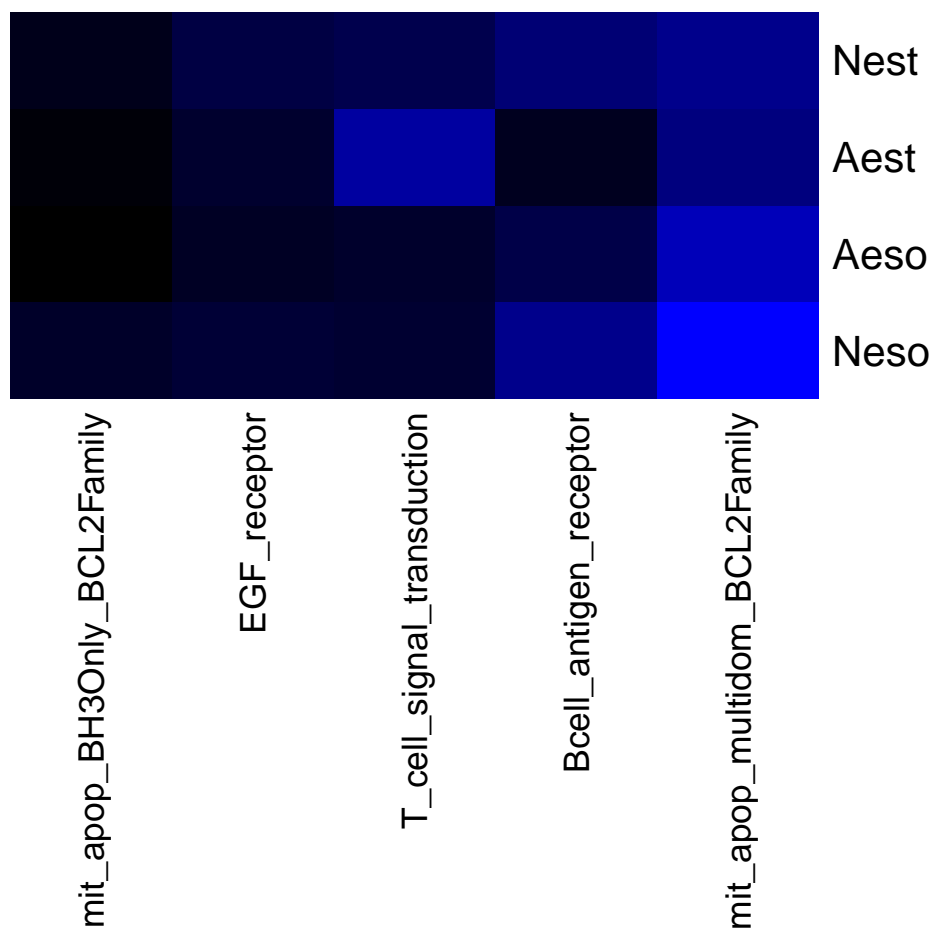 Nest
Aest
Aeso
Neso
mit_apop_BH3Only_BCL2Family
EGF_receptor
T_cell_signal_transduction
Bcell_antigen_receptor
mit_apop_multidom_BCL2Family